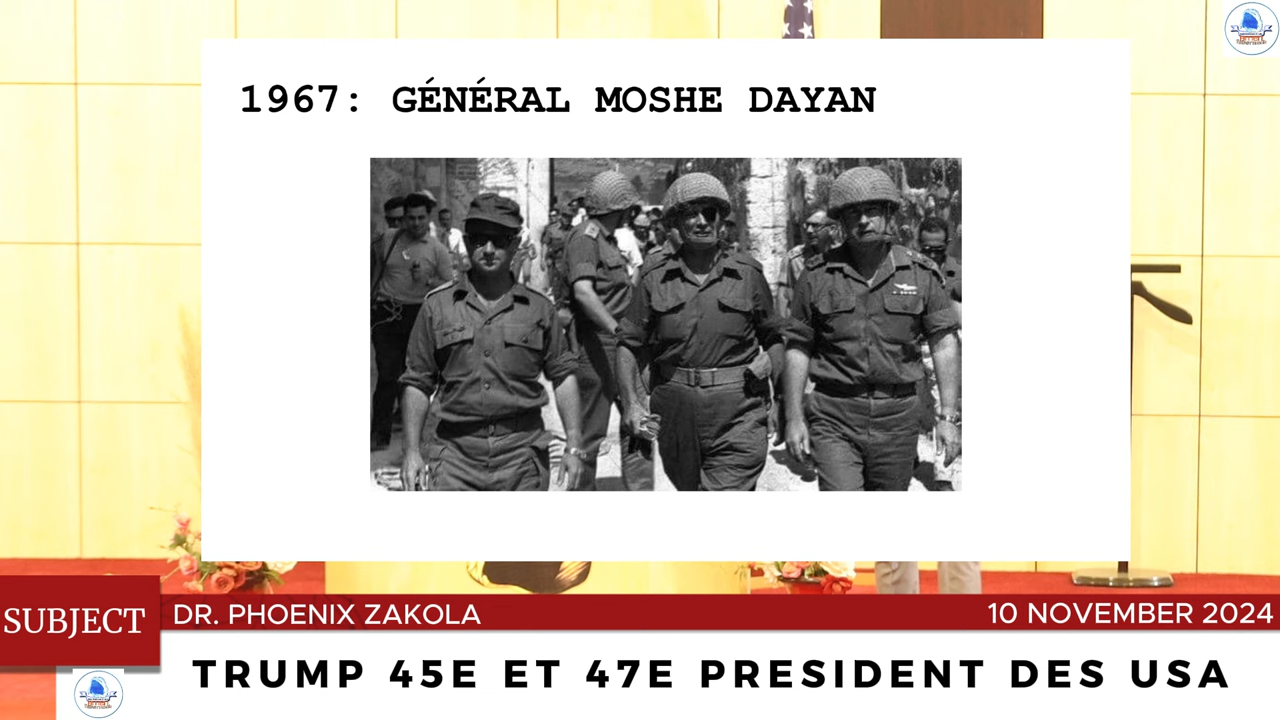 1967: GÉNÉRAL MOSHE DAYAN
SUBJECT
DR. PHOENIX ZAKOLA
10 NOVEMBER 2024
TRUMP 45E ET 47E PRESIDENT DES USA